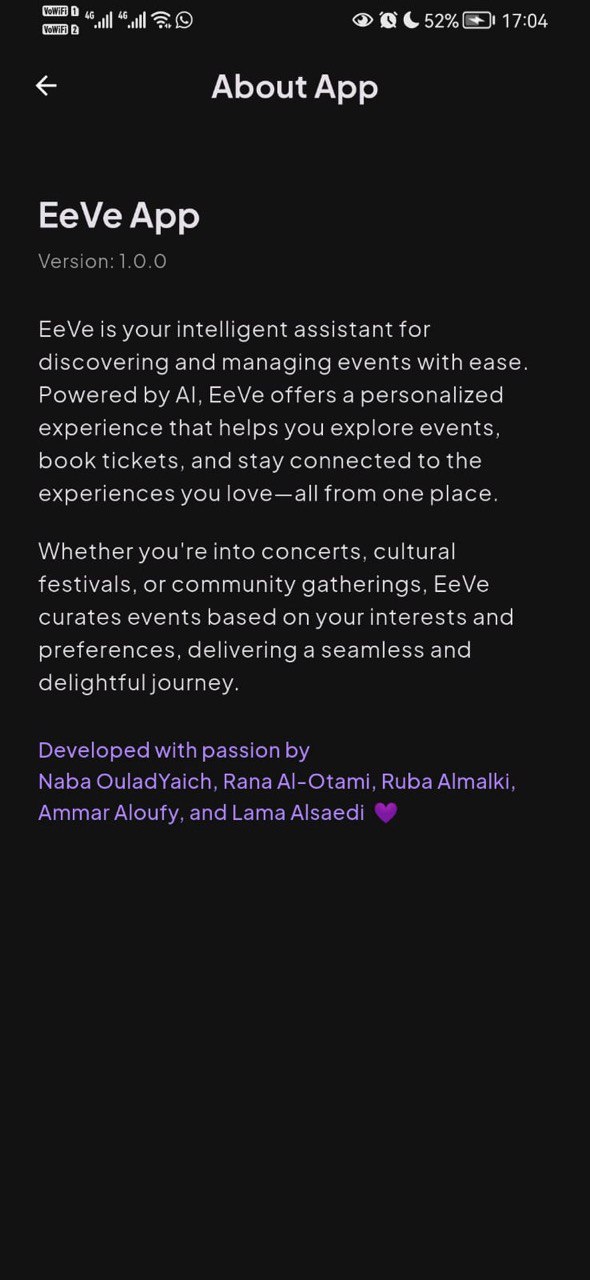 VoWiFi 1 4G 4G 52% 17:04
VoWiFi 2
About App
EeVe App
Version: 1.0.0
EeVe is your intelligent assistant for
discovering and managing events with ease.
Powered by AI, EeVe offers a personalized
experience that helps you explore events,
book tickets, and stay connected to the
experiences you love—all from one place.
Whether you're into concerts, cultural
festivals, or community gatherings, EeVe
curates events based on your interests and
preferences, delivering a seamless and
delightful journey.
Developed with passion by
Naba OuladYaich, Rana Al-Otami, Ruba Almalki,
Ammar Aloufy, and Lama Alsaedi 💜